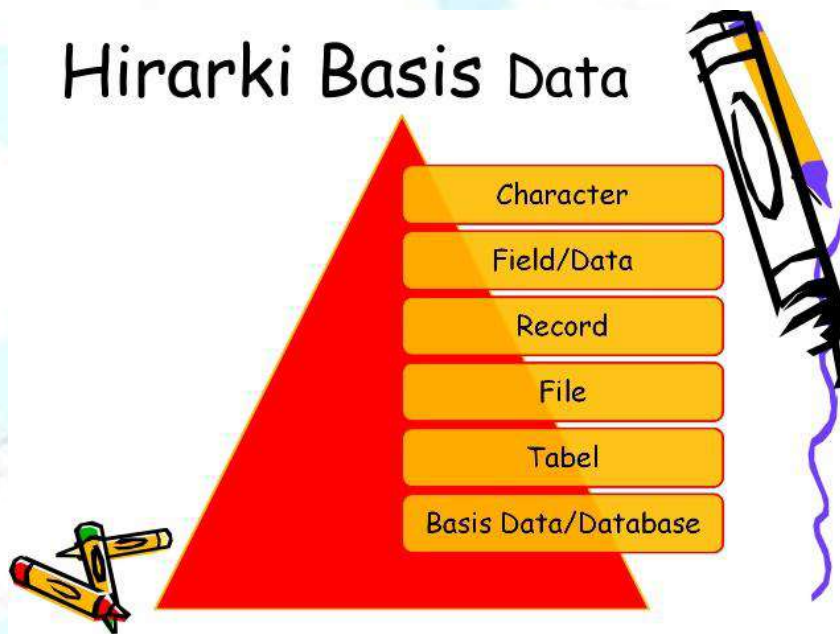 Hirarki Basis Data
Character
Field/Data
Record
File
Tabel
Basis Data/Database